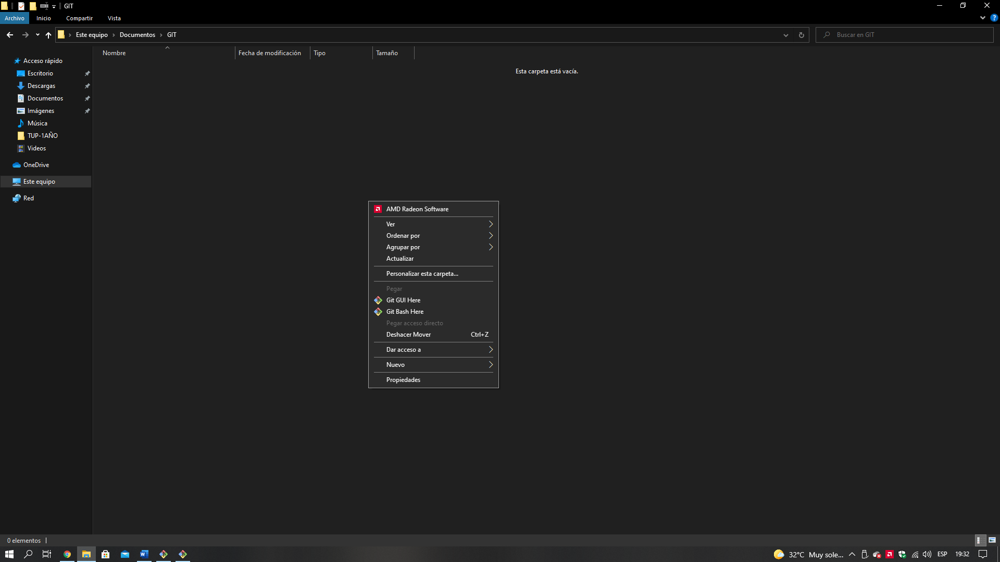 GIT
Archivo Inicio Compartir Vista
Este equipo Documentos GIT
Buscar en GIT
Nombre Fecha de modificación Tipo Tamaño
Esta carpeta está vacía.
Acceso rápido
Escritorio
Descargas
Documentos
Imágenes
Música
TUP-1AÑO
Videos
OneDrive
Este equipo
Red
AMD Radeon Software
Ver
Ordenar por
Agrupar por
Actualizar
Personalizar esta carpeta...
Pegar
Git GUI Here
Git Bash Here
Pegar acceso directo
Deshacer Mover Ctrl+Z
Dar acceso a
Nuevo
Propiedades
0 elementos
32°C Muy sole... ESP 19:32